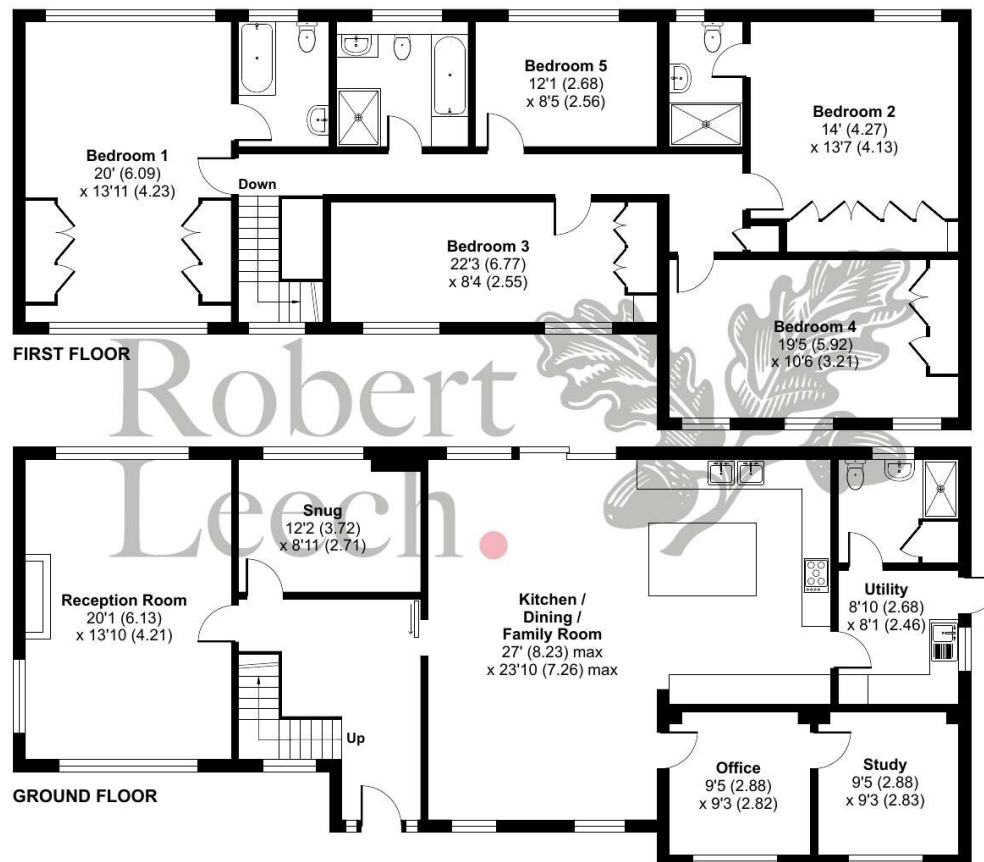 Bedroom 1
20' (6.09)
x 13'11 (4.23)
Bedroom 5
12'1 (2.68)
x 8'5 (2.56)
Bedroom 2
14' (4.27)
x 13'7 (4.13)
Down
Bedroom 3
22'3 (6.77)
x 8'4 (2.55)
Bedroom 4
19'5 (5.92)
x 10'6 (3.21)
FIRST FLOOR
Robert
Leech.
Snug
12'2 (3.72)
x 8'11 (2.71)
Reception Room
20'1 (6.13)
x 13'10 (4.21)
Kitchen /
Dining /
Family Room
27' (8.23) max
x 23'10 (7.26) max
Utility
8'10 (2.68)
x 8'1 (2.46)
Up
Office
9'5 (2.88)
x 9'3 (2.82)
Study
9'5 (2.88)
x 9'3 (2.83)
GROUND FLOOR